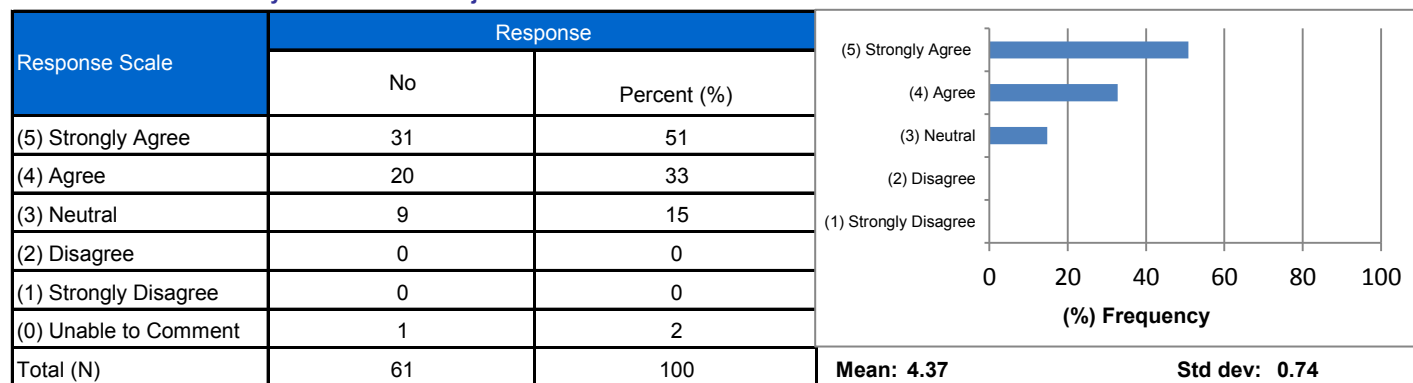 Response Scale Response
No Percent (%)
(5) Strongly Agree 31 51
(4) Agree 20 33
(3) Neutral 9 15
(2) Disagree 0 0
(1) Strongly Disagree 0 0
(0) Unable to Comment 1 2
Total (N) 61 100
(5) Strongly Agree
(4) Agree
(3) Neutral
(2) Disagree
(1) Strongly Disagree
0 20 40 60 80 100
(%) Frequency
Mean: 4.37 Std dev: 0.74